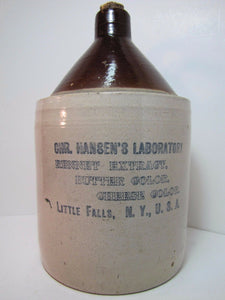 CHR. HANSEN'S LABORATORY
RENNET EXTRACT,
BUTTER COLOR,
CHEESE COLOR.
LITTLE FALLS, N. Y., U. S. A.